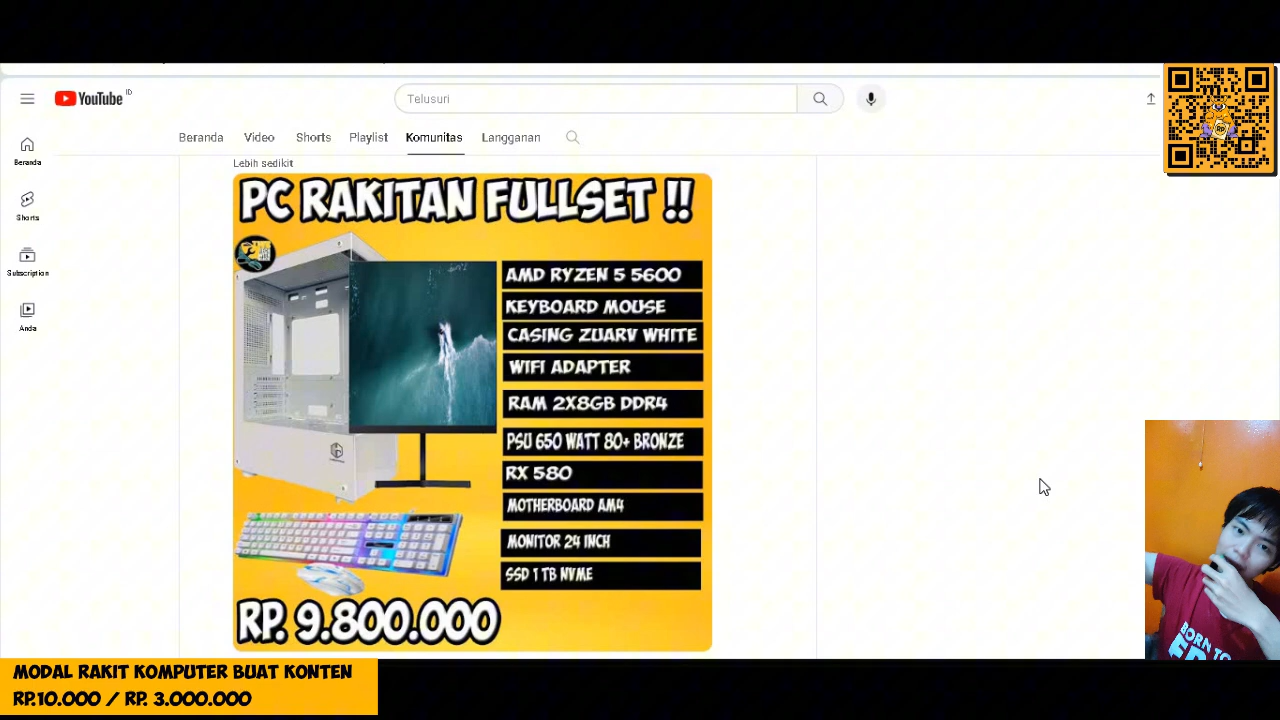 YouTube ID
Telusuri
Beranda Video Shorts Playlist Komunitas Langganan
Beranda
Shorts
Subscription
Anda
Lebih sedikit
PC RAKITAN FULLSET !!
AMD RYZEN 5 5600
KEYBOARD MOUSE
CASING ZUARV WHITE
WIFI ADAPTER
RAM 2X8GB DDR4
PSU 650 WATT 80+ BRONZE
RX 580
MOTHERBOARD AM4
MONITOR 24 INCH
SSD 1 TB NVME
RP. 9.800.000
BORN TO
MODAL RAKIT KOMPUTER BUAT KONTEN
RP.10.000 / RP. 3.000.000